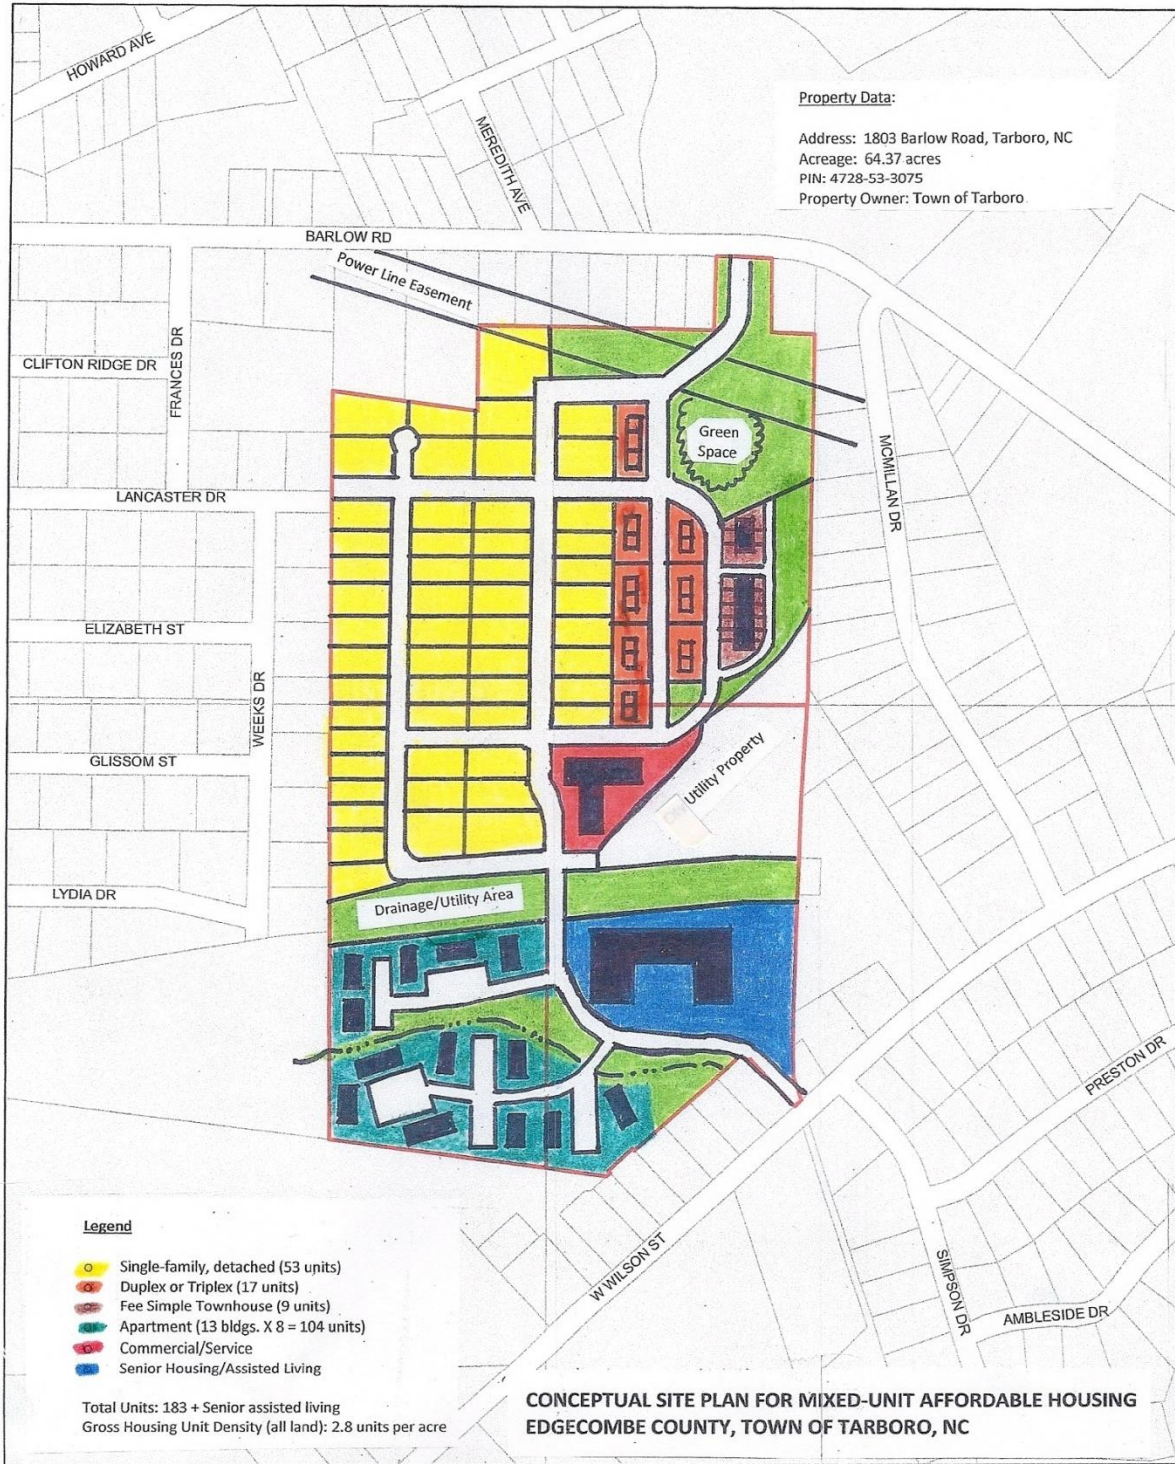 HOWARD AVE
MEREDITH AVE
Property Data:
Address: 1803 Barlow Road, Tarboro, NC
Acreage: 64.37 acres
PIN: 4728-53-3075
Property Owner: Town of Tarboro
BARLOW RD
Power Line Easement
CLIFTON RIDGE DR
FRANCES DR
Green
Space
MCMILLAN DR
LANCASTER DR
ELIZABETH ST
WEEKS DR
GLISSOM ST
Utility Property
LYDIA DR
Drainage/Utility Area
PRESTON DR
W WILSON ST
SIMPSON DR
AMBLESIDE DR
Legend
Single-family, detached (53 units)
Duplex or Triplex (17 units)
Fee Simple Townhouse (9 units)
Apartment (13 bldgs. X 8 = 104 units)
Commercial/Service
Senior Housing/Assisted Living
Total Units: 183 + Senior assisted living
Gross Housing Unit Density (all land): 2.8 units per acre
CONCEPTUAL SITE PLAN FOR MIXED-UNIT AFFORDABLE HOUSING
EDGECOMBE COUNTY, TOWN OF TARBORO, NC